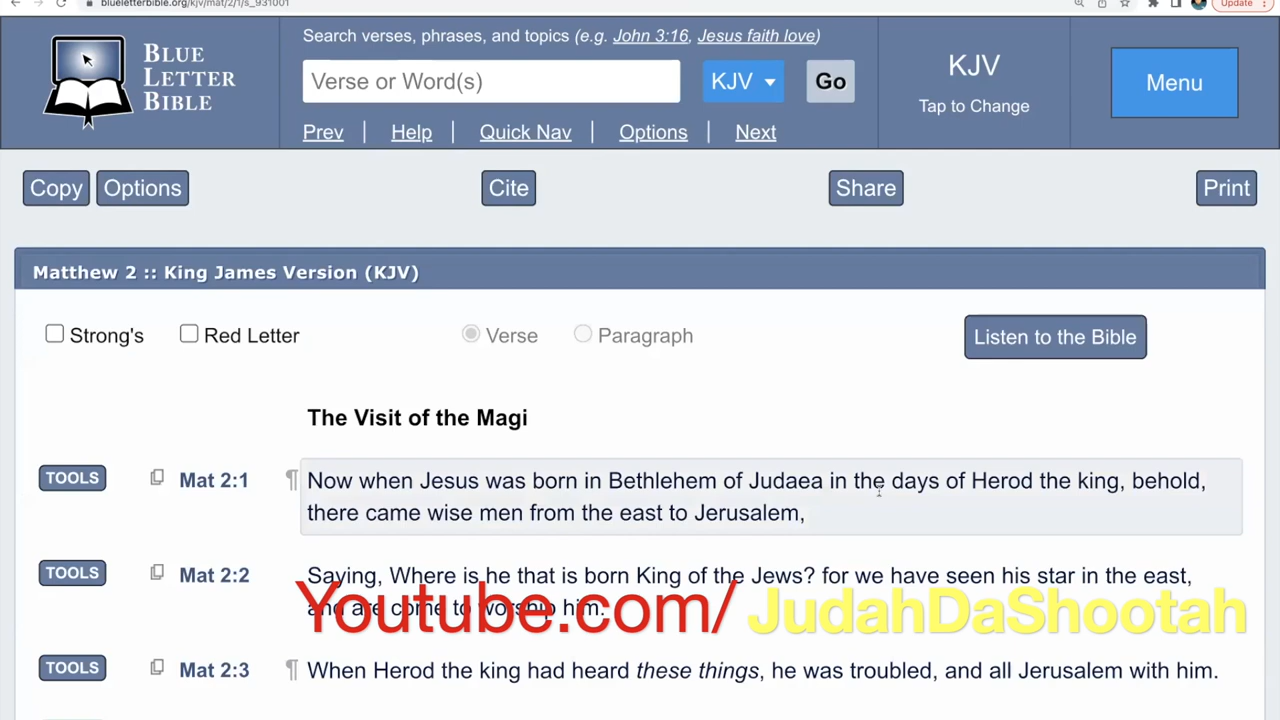 blueletterbible.org/kjv/mat/2/1/s_931001
Update
BLUE
LETTER
BIBLE
Search verses, phrases, and topics (e.g. John 3:16, Jesus faith love)
Verse or Word(s)
KJV
Go
Prev | Help | Quick Nav | Options | Next
KJV
Tap to Change
Menu
Copy Options Cite Share Print
Matthew 2 :: King James Version (KJV)
Strong's Red Letter Verse Paragraph
Listen to the Bible
The Visit of the Magi
TOOLS Mat 2:1 ¶ Now when Jesus was born in Bethlehem of Judaea in the days of Herod the king, behold,
there came wise men from the east to Jerusalem,
TOOLS Mat 2:2 Saying, Where is he that is born King of the Jews? for we have seen his star in the east,
and are come to worship him.
Youtube.com/ JudahDaShootah
TOOLS Mat 2:3 ¶ When Herod the king had heard these things, he was troubled, and all Jerusalem with him.